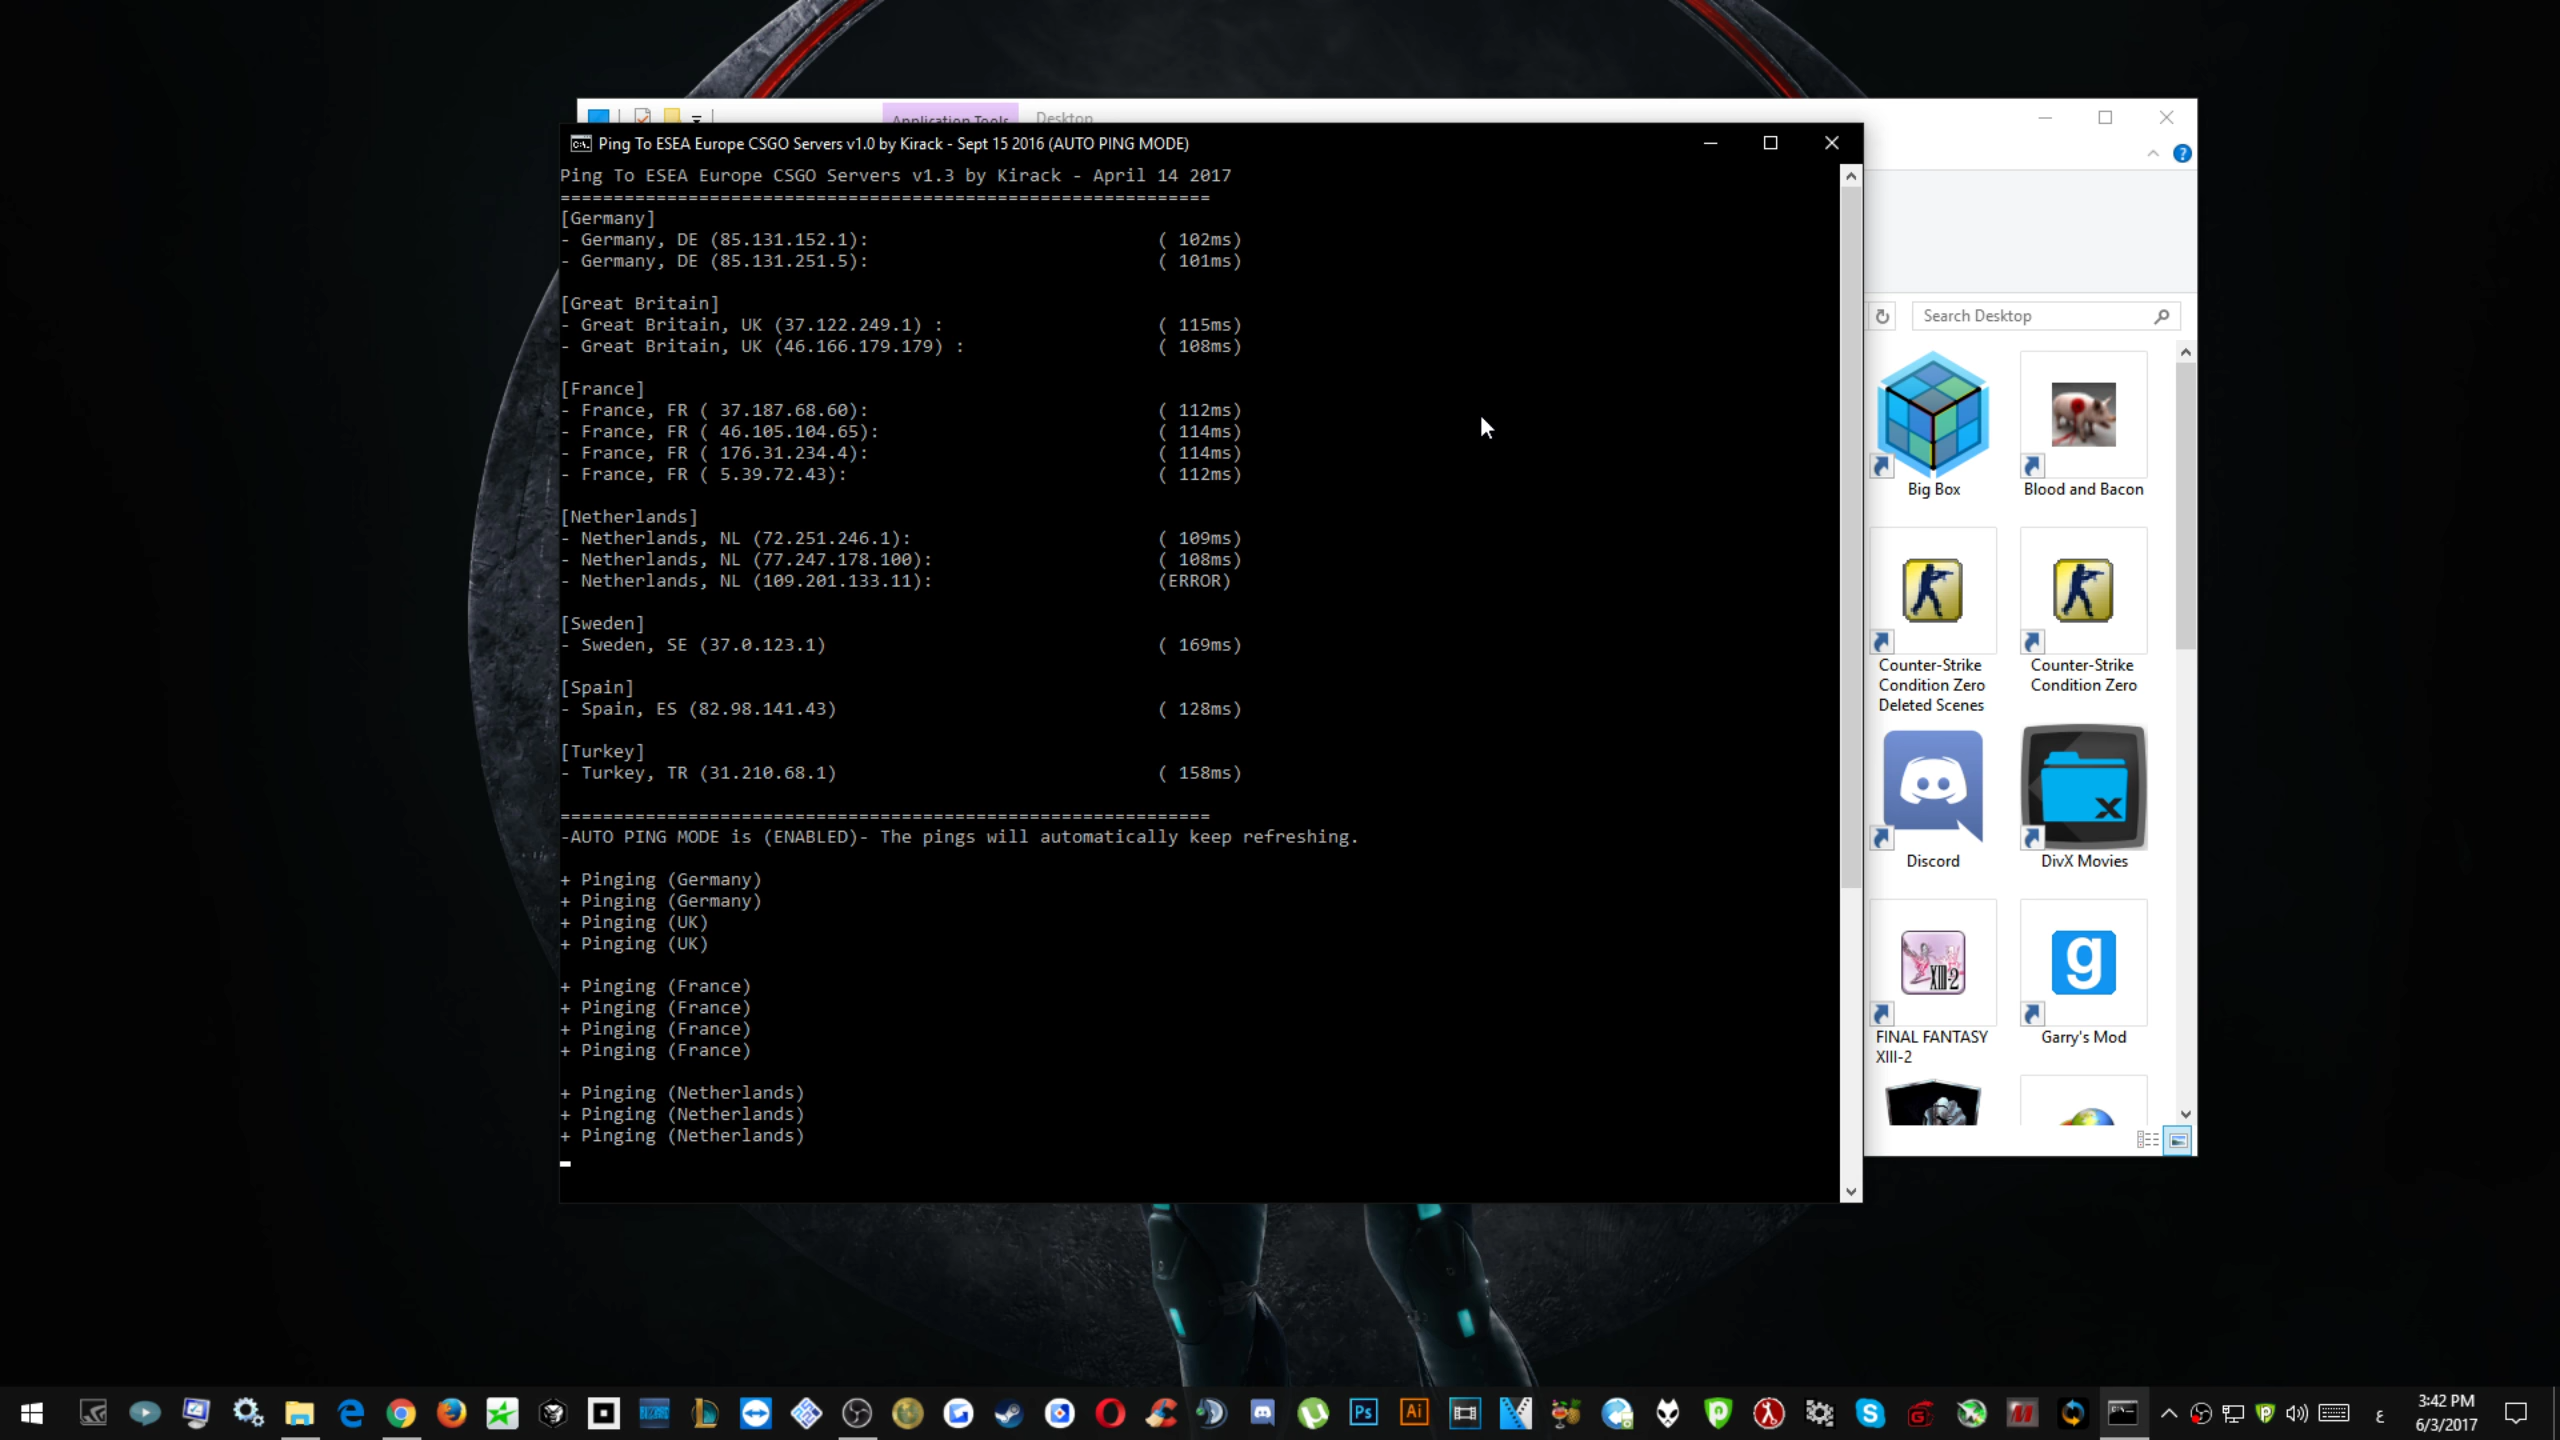 Application Tools
Desktop
Ping To ESEA Europe CSGO Servers v1.0 by Kirack - Sept 15 2016 (AUTO PING MODE)
Ping To ESEA Europe CSGO Servers v1.3 by Kirack - April 14 2017
=============================================================
[Germany]
- Germany, DE (85.131.152.1): ( 102ms)
- Germany, DE (85.131.251.5): ( 101ms)
[Great Britain]
- Great Britain, UK (37.122.249.1) : ( 115ms)
- Great Britain, UK (46.166.179.179) : ( 108ms)
[France]
- France, FR ( 37.187.68.60): ( 112ms)
- France, FR ( 46.105.104.65): ( 114ms)
- France, FR ( 176.31.234.4): ( 114ms)
- France, FR ( 5.39.72.43): ( 112ms)
[Netherlands]
- Netherlands, NL (72.251.246.1): ( 109ms)
- Netherlands, NL (77.247.178.100): ( 108ms)
- Netherlands, NL (109.201.133.11): (ERROR)
[Sweden]
- Sweden, SE (37.0.123.1) ( 169ms)
[Spain]
- Spain, ES (82.98.141.43) ( 128ms)
[Turkey]
- Turkey, TR (31.210.68.1) ( 158ms)
=============================================================
-AUTO PING MODE is (ENABLED)- The pings will automatically keep refreshing.
+ Pinging (Germany)
+ Pinging (Germany)
+ Pinging (UK)
+ Pinging (UK)
+ Pinging (France)
+ Pinging (France)
+ Pinging (France)
+ Pinging (France)
+ Pinging (Netherlands)
+ Pinging (Netherlands)
+ Pinging (Netherlands)
Search Desktop
Big Box
Blood and Bacon
Counter-Strike
Condition Zero
Deleted Scenes
Counter-Strike
Condition Zero
Discord
DivX Movies
XIII-2
g
FINAL FANTASY
XIII-2
Garry's Mod
Ps
Ai
ع
3:42 PM
6/3/2017